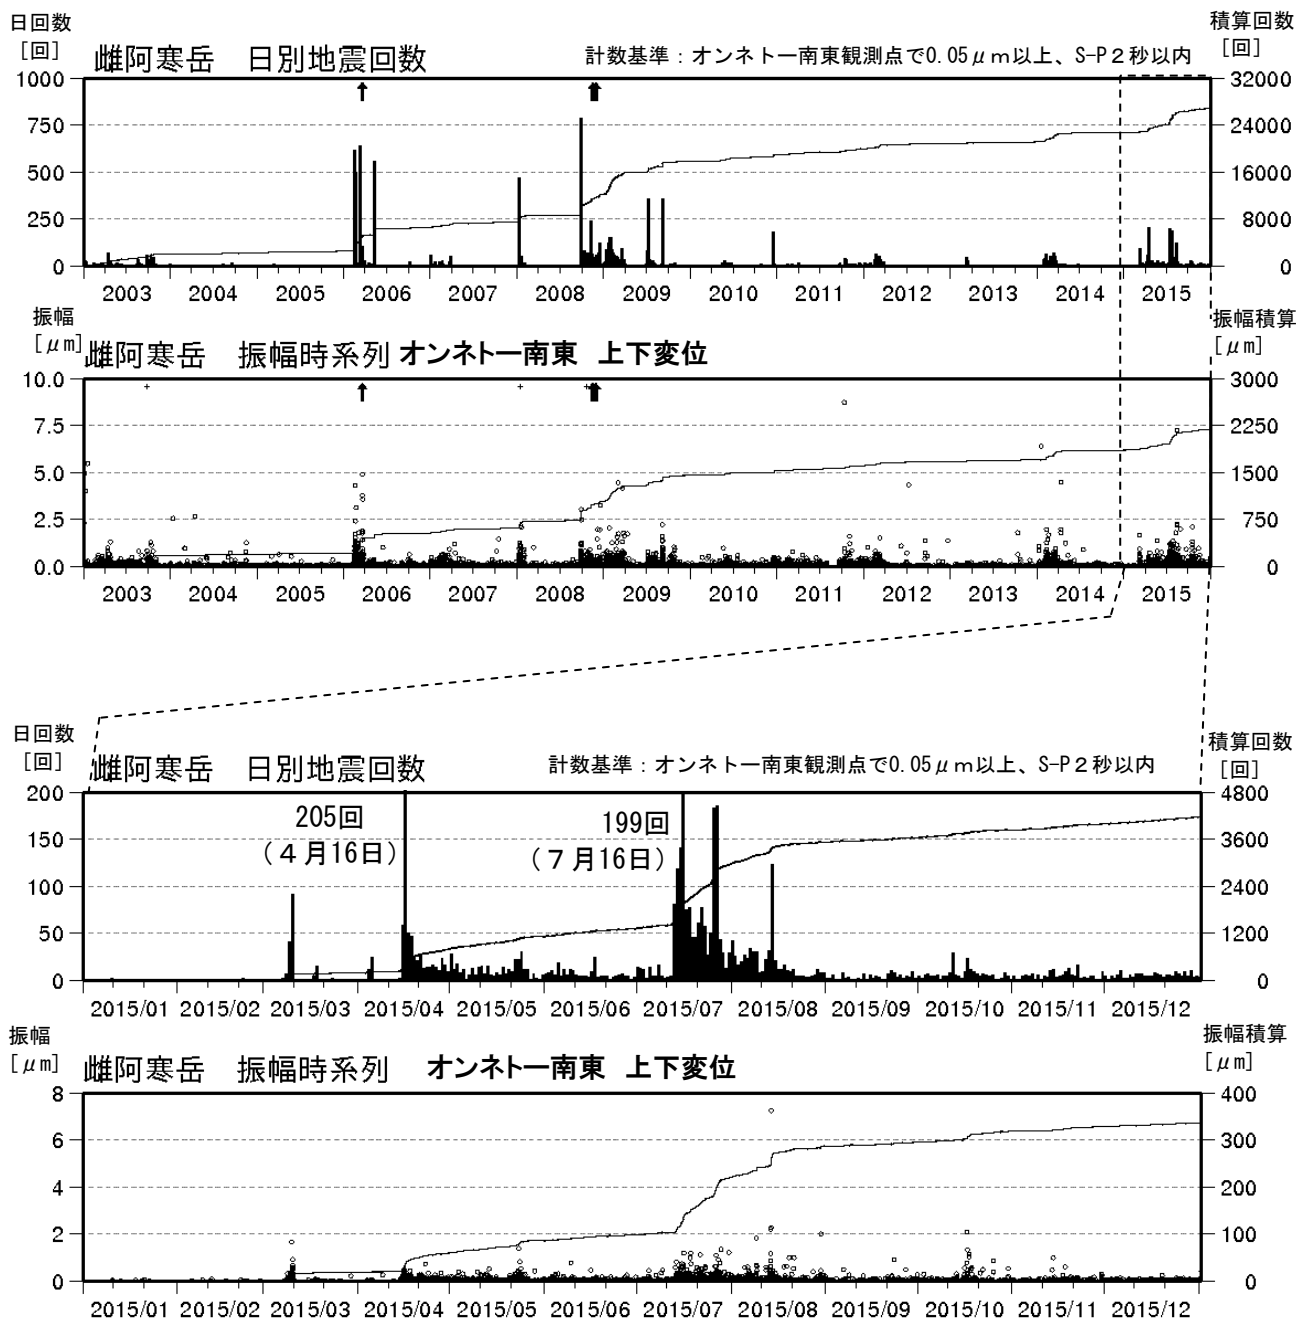 日回数
[回]
積算回数
[回]
雌阿寒岳 日別地震回数
計数基準：オンネトー南東観測点で0.05μm以上、S-P２秒以内
1000
750
500
250
0
32000
24000
16000
8000
0
2003 2004 2005 2006 2007 2008 2009 2010 2011 2012 2013 2014 2015
振幅
[μm]
振幅積算
[μm]
雌阿寒岳 振幅時系列 オンネトー南東 上下変位
10.0
7.5
5.0
2.5
0.0
3000
2250
1500
750
0
2003 2004 2005 2006 2007 2008 2009 2010 2011 2012 2013 2014 2015
日回数
[回]
積算回数
[回]
雌阿寒岳 日別地震回数
計数基準：オンネトー南東観測点で0.05μm以上、S-P２秒以内
200
150
100
50
0
205回
（４月16日）
199回
（７月16日）
4800
3600
2400
1200
0
2015/01 2015/02 2015/03 2015/04 2015/05 2015/06 2015/07 2015/08 2015/09 2015/10 2015/11 2015/12
振幅
[μm]
振幅積算
[μm]
雌阿寒岳 振幅時系列 オンネトー南東 上下変位
8
6
4
2
0
400
300
200
100
0
2015/01 2015/02 2015/03 2015/04 2015/05 2015/06 2015/07 2015/08 2015/09 2015/10 2015/11 2015/12